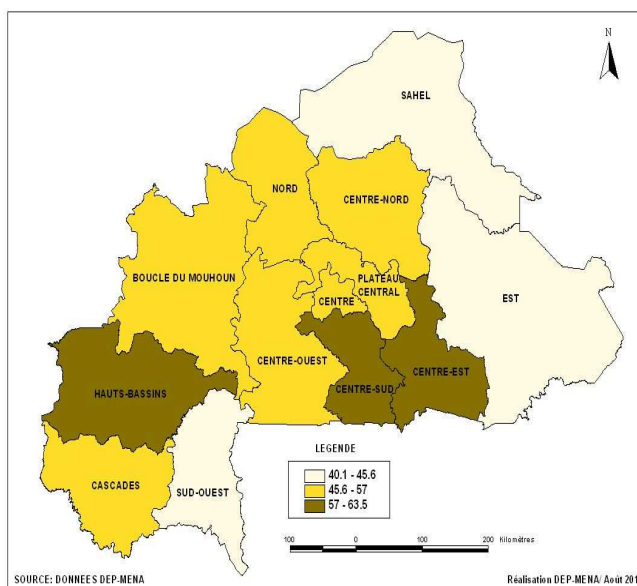 N
SAHEL
NORD
CENTRE-NORD
BOUCLE DU MOUHOUN
PLATEAU
CENTRAL
CENTRE
EST
CENTRE-OUEST
HAUTS-BASSINS
CENTRE-SUD
CENTRE-EST
CASCADES
SUD-OUEST
LEGENDE
40.1 - 45.6
45.6 - 57
57 - 63.5
100 0 100 200 Kilométres
SOURCE: DONNEES DEP-MENA
Réalisation DEP-MENA/ Août 201